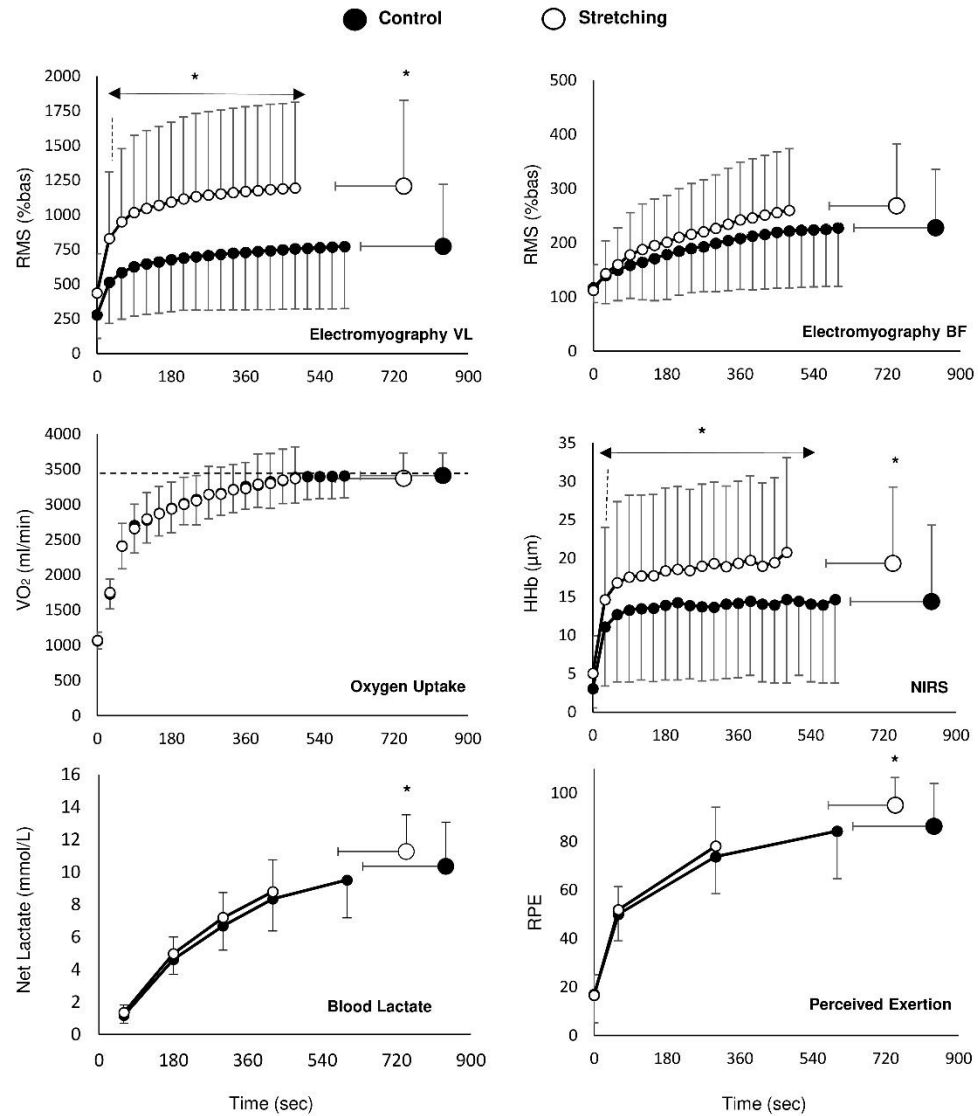 Control
Stretching
*
*
2000
1750
1500
1250
1000
750
500
250
0
RMS (%bas)
Electromyography VL
0 180 360 540 720 900
500
400
300
200
100
0
RMS (%bas)
Electromyography BF
0 180 360 540 720 900
4000
3500
3000
2500
2000
1500
1000
500
0
VO₂ (ml/min)
Oxygen Uptake
0 180 360 540 720 900
*
*
35
30
25
20
15
10
5
0
HHb (µm)
NIRS
0 180 360 540 720 900
*
16
14
12
10
8
6
4
2
0
Net Lactate (mmol/L)
Blood Lactate
0 180 360 540 720 900
Time (sec)
*
100
80
60
40
20
0
RPE
Perceived Exertion
0 180 360 540 720 900
Time (sec)